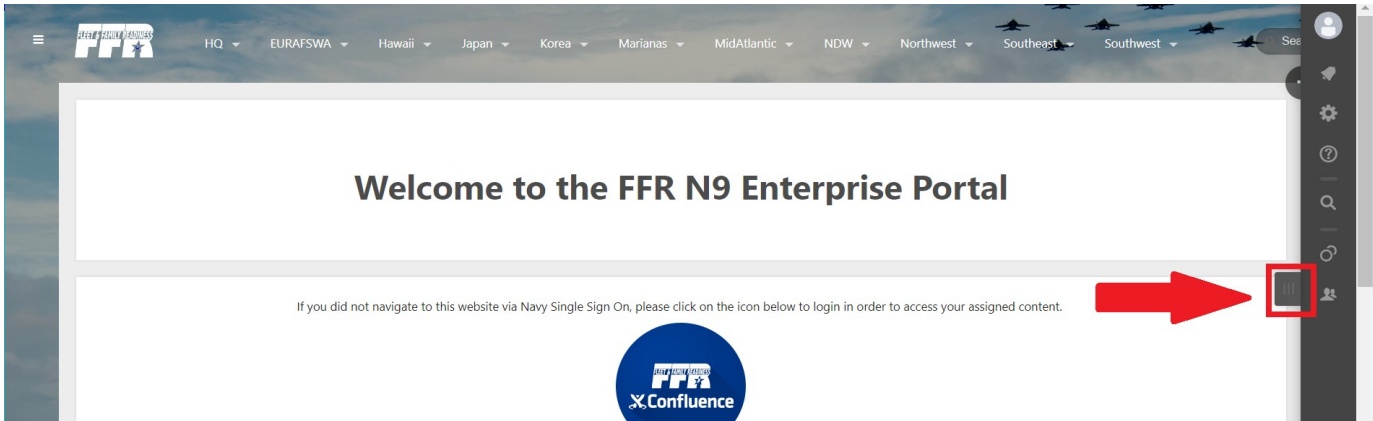 FLEET & FAMILY READINESS
FFR
HQ EURAFSWA Hawaii Japan Korea Marianas MidAtlantic NDW Northwest Southeast Southwest Sea
Welcome to the FFR N9 Enterprise Portal
If you did not navigate to this website via Navy Single Sign On, please click on the icon below to login in order to access your assigned content.
FLEET & FAMILY READINESS
FFR
Confluence